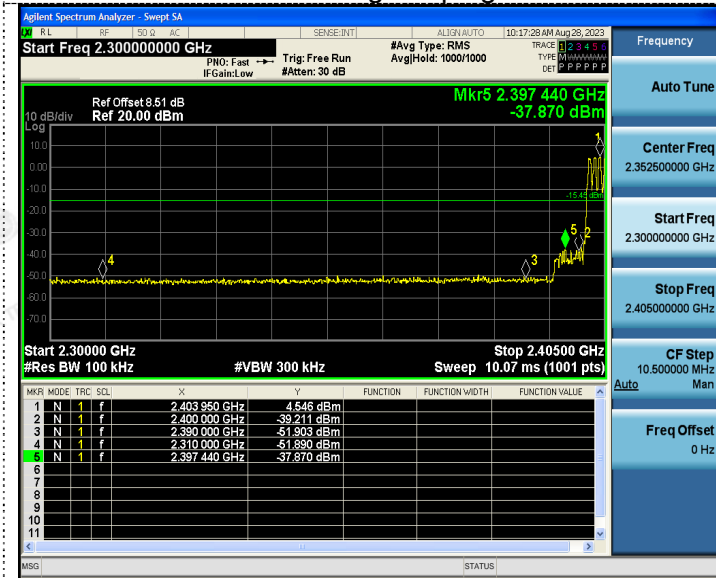 Agilent Spectrum Analyzer - Swept SA
LXI RL RF 50 Ω AC SENSE:INT ALIGN AUTO 10:17:28 AM Aug 28, 2023
Start Freq 2.300000000 GHz
PNO: Fast
IFGain:Low
Trig: Free Run
#Atten: 30 dB
#Avg Type: RMS
Avg|Hold: 1000/1000
TRACE 1 2 3 4 5 6
TYPE M
DET P P P P P P
Ref Offset 8.51 dB
10 dB/div Ref 20.00 dBm
Log
Mkr5 2.397 440 GHz
-37.870 dBm
10.0
0.00
-10.0
-20.0
-30.0
-40.0
-50.0
-60.0
-70.0
-15.45 dBm
1
2
3
4
5
Start 2.30000 GHz Stop 2.40500 GHz
#Res BW 100 kHz #VBW 300 kHz Sweep 10.07 ms (1001 pts)
MKR MODE TRC SCL X Y FUNCTION FUNCTION WIDTH FUNCTION VALUE
1 N 1 f 2.403 950 GHz 4.546 dBm
2 N 1 f 2.400 000 GHz -39.211 dBm
3 N 1 f 2.390 000 GHz -51.903 dBm
4 N 1 f 2.310 000 GHz -51.890 dBm
5 N 1 f 2.397 440 GHz -37.870 dBm
6
7
8
9
10
11
MSG STATUS
Frequency
Auto Tune
Center Freq
2.352500000 GHz
Start Freq
2.300000000 GHz
Stop Freq
2.405000000 GHz
CF Step
10.500000 MHz
Auto Man
Freq Offset
0 Hz